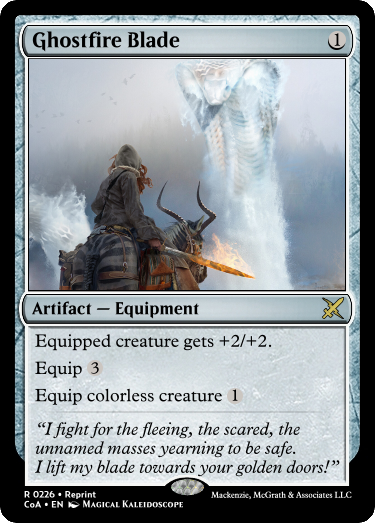 Ghostfire Blade 1
Artifact — Equipment
Equipped creature gets +2/+2.
Equip 3
Equip colorless creature 1
“I fight for the fleeing, the scared, the
unnamed masses yearning to be safe.
I lift my blade towards your golden doors!”
R 0226 • Reprint
CoA • EN Magical Kaleidoscope
Mackenzie, McGrath & Associates LLC